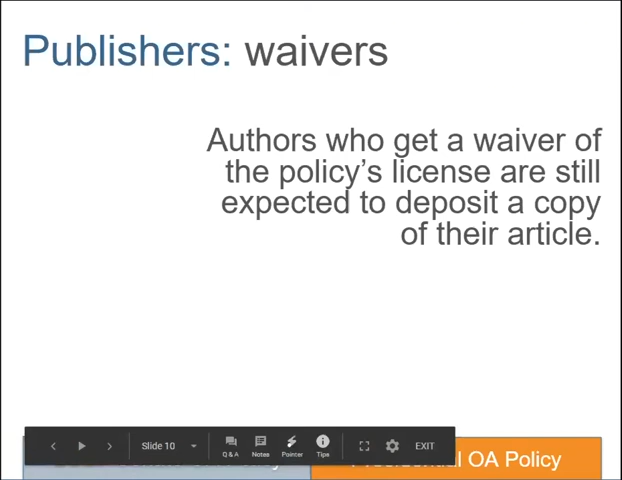 Publishers: waivers
Authors who get a waiver of
the policy's license are still
expected to deposit a copy
of their article.
Slide 10
Q & A
Notes
Pointer
Tips
EXIT
OA Policy